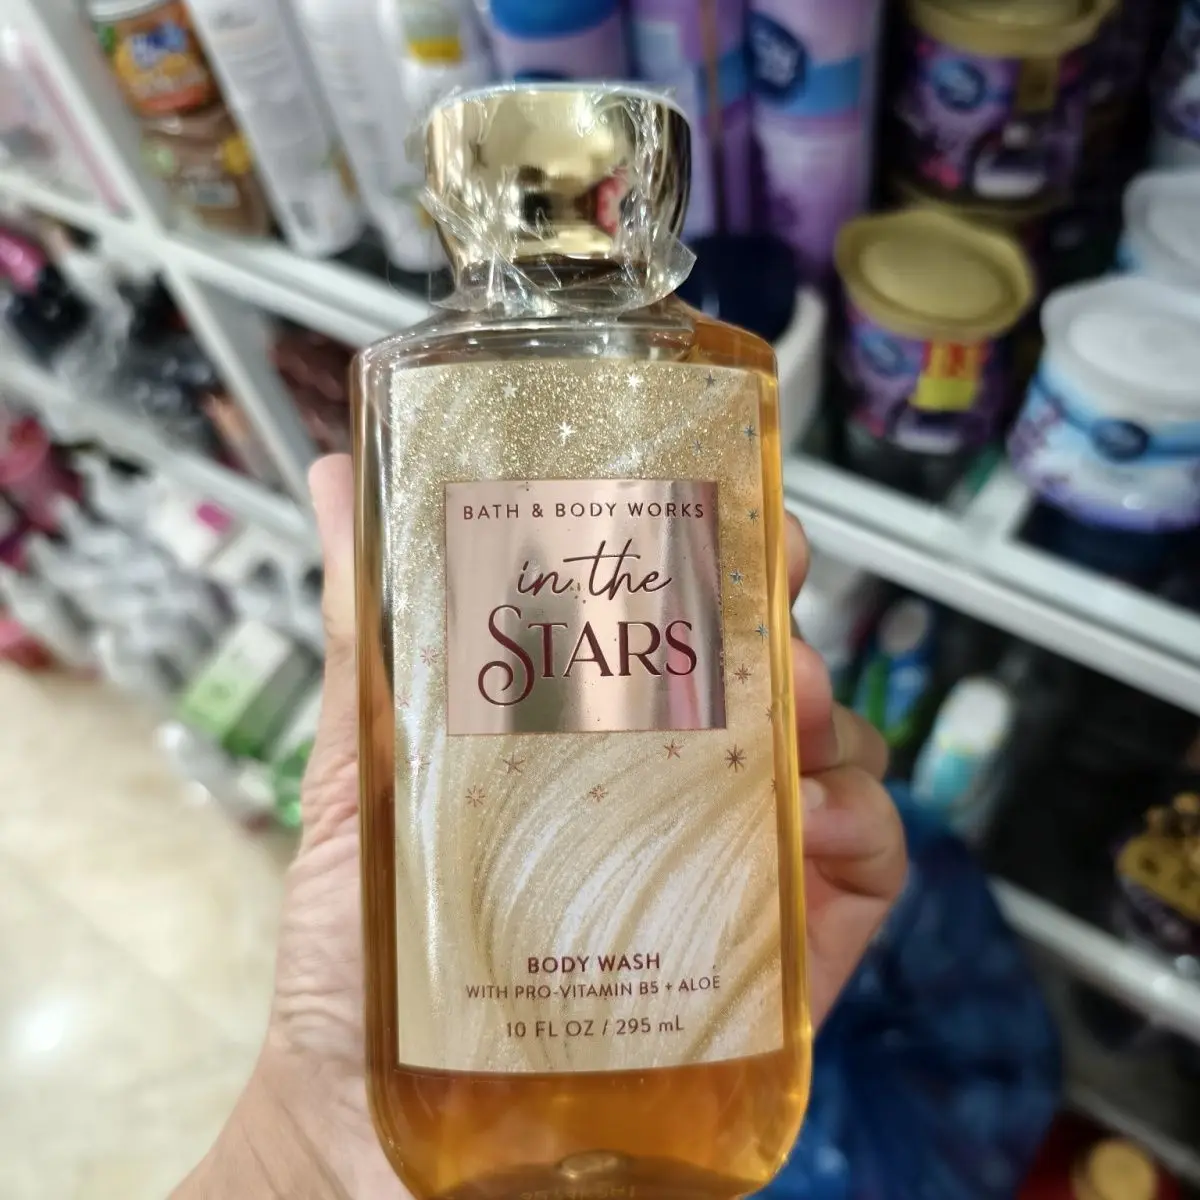 BATH & BODY WORKS
in the
STARS
BODY WASH
WITH PRO-VITAMIN B5 + ALOE
10 FL OZ / 295 mL